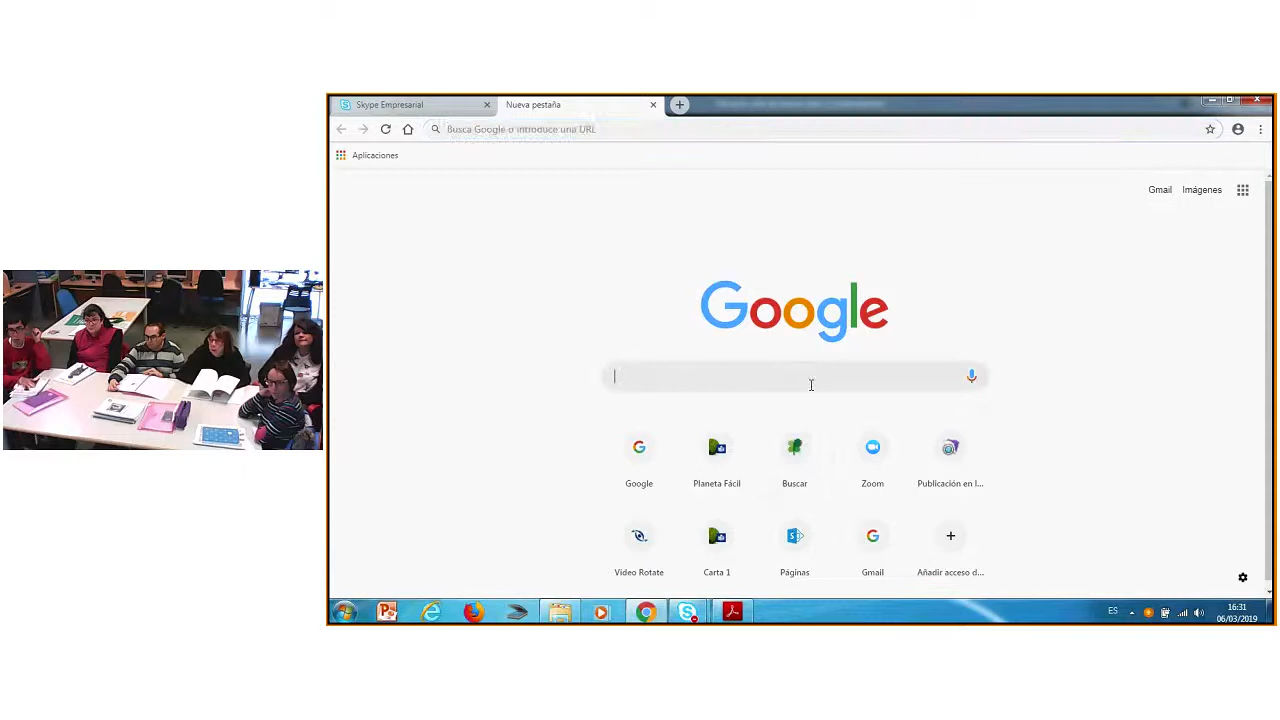 Skype Empresarial
Nueva pestaña
Busca Google o introduce una URL
Aplicaciones
Gmail Imágenes
Google
Google Planeta Fácil Buscar Zoom Publicación en l...
Vídeo Rotate Carta 1 Páginas Gmail Añadir acceso d...
ES 16:31
06/03/2019